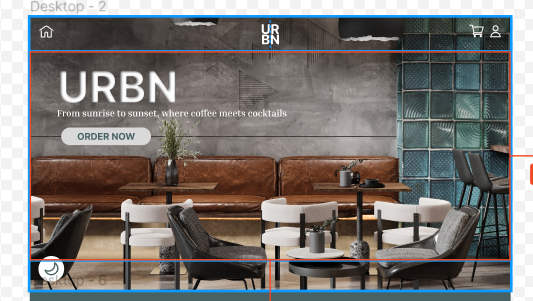 Desktop - 2
UR
BN
URBN
From sunrise to sunset, where coffee meets cocktails
ORDER NOW
Desktop - 6